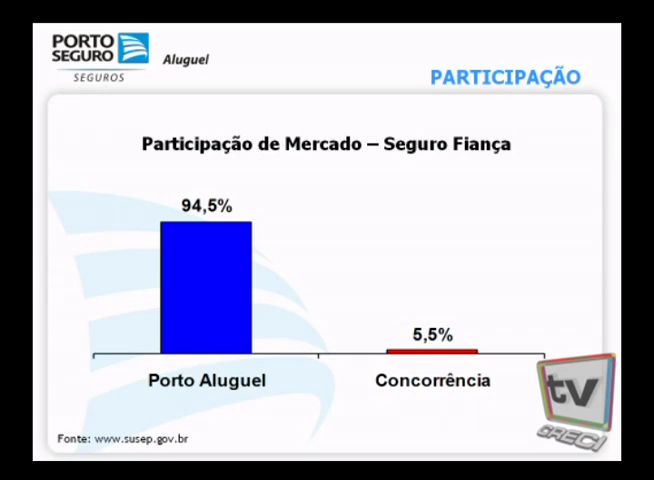 PORTO
SEGURO
SEGUROS
Aluguel
PARTICIPAÇÃO
Participação de Mercado – Seguro Fiança
94,5%
5,5%
Porto Aluguel
Concorrência
Fonte: www.susep.gov.br
tv
CRECI